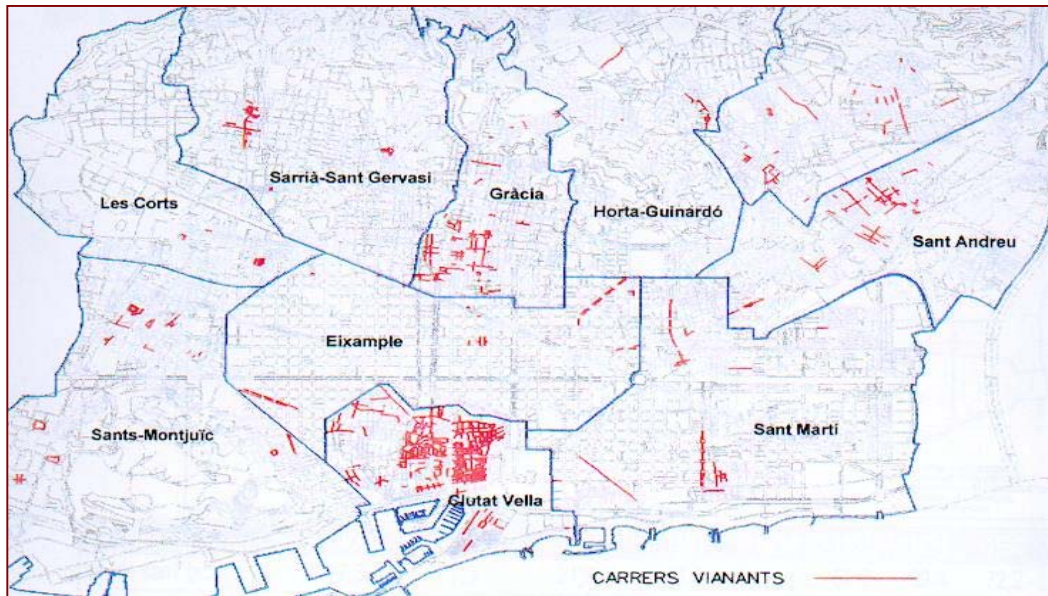 Sarrià-Sant Gervasi
Gràcia
Les Corts
Horta-Guinardó
Sant Andreu
Eixample
Sants-Montjuïc
Sant Martí
Ciutat Vella
CARRERS VIANANTS